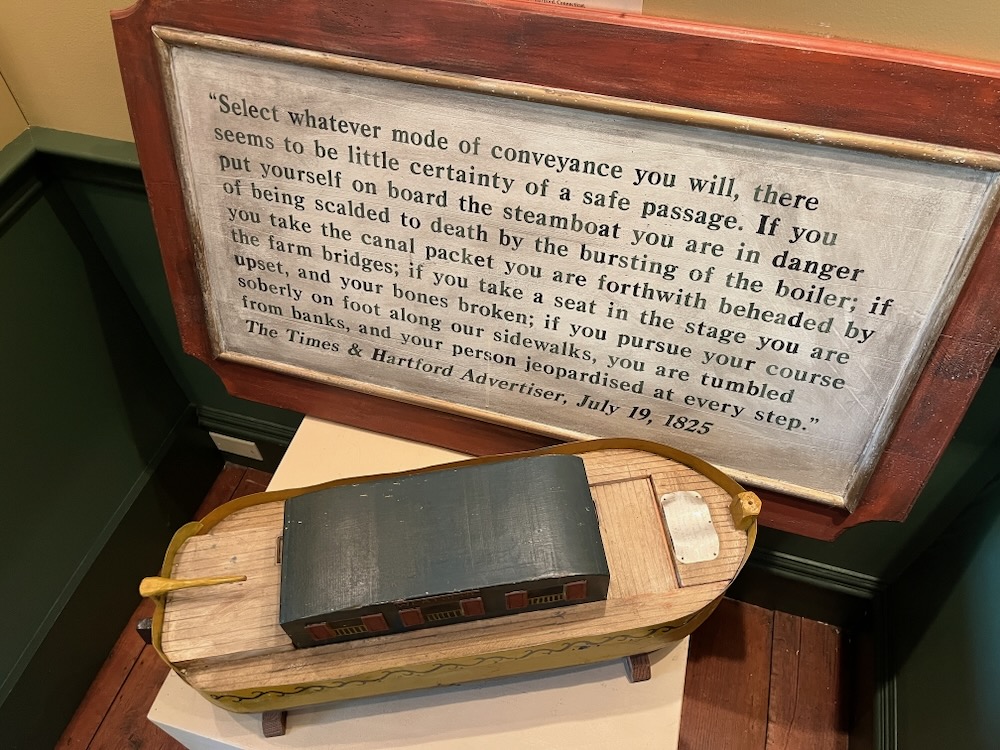 Hartford, Connecticut.
"Select whatever mode of conveyance you will, there
seems to be little certainty of a safe passage. If you
put yourself on board the steamboat you are in danger
of being scalded to death by the bursting of the boiler; if
you take the canal packet you are forthwith beheaded by
the farm bridges; if you take a seat in the stage you are
upset, and your bones broken; if you pursue your course
soberly on foot along our sidewalks, you are tumbled
from banks, and your person jeopardised at every step."
The Times & Hartford Advertiser, July 19, 1825